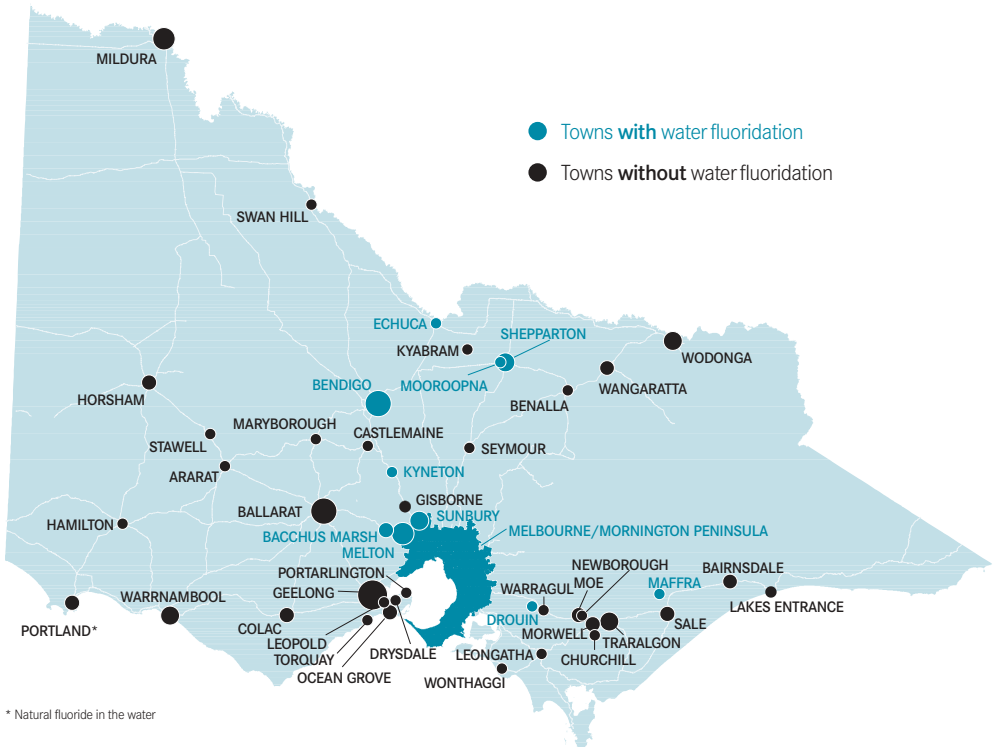 MILDURA
Towns with water fluoridation
Towns without water fluoridation
SWAN HILL
ECHUCA
SHEPPARTON
KYABRAM
WODONGA
BENDIGO
MOOROOPNA
WANGARATTA
HORSHAM
BENALLA
MARYBOROUGH
CASTLEMAINE
STAWELL
SEYMOUR
ARARAT
KYNETON
GISBORNE
BALLARAT
SUNBURY
HAMILTON
BACCHUS MARSH
MELBOURNE/MORNINGTON PENINSULA
MELTON
NEWBOROUGH
BAIRNSDALE
PORTARLINGTON
MOE
MAFFRA
WARRAGUL
GEELONG
WARRNAMBOOL
LAKES ENTRANCE
DROUIN
SALE
PORTLAND*
COLAC
MORWELL
TRARALGON
LEOPOLD
DRYSDALE
LEONGATHA
TORQUAY
CHURCHILL
OCEAN GROVE
WONTHAGGI
* Natural fluoride in the water